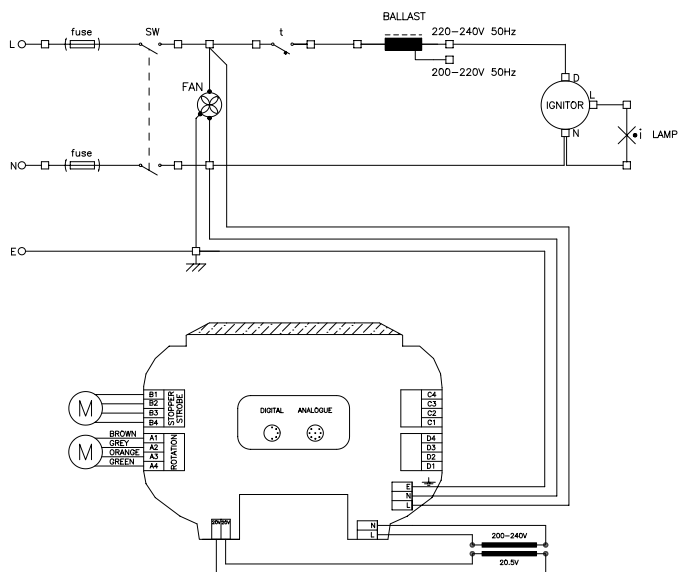 BALLAST
fuse
SW
t
220-240V 50Hz
L
200-220V 50Hz
D
FAN
L
IGNITOR
i LAMP
fuse
N
N
E
B1
B2
B3
B4
STOPPER
STROBE
C4
C3
C2
C1
M
DIGITAL
ANALOGUE
BROWN
GREY
ORANGE
GREEN
A1
A2
A3
A4
ROTATION
M
D4
D3
D2
D1
E
N
L
20V
20V
N
L
200-240V
20.5V